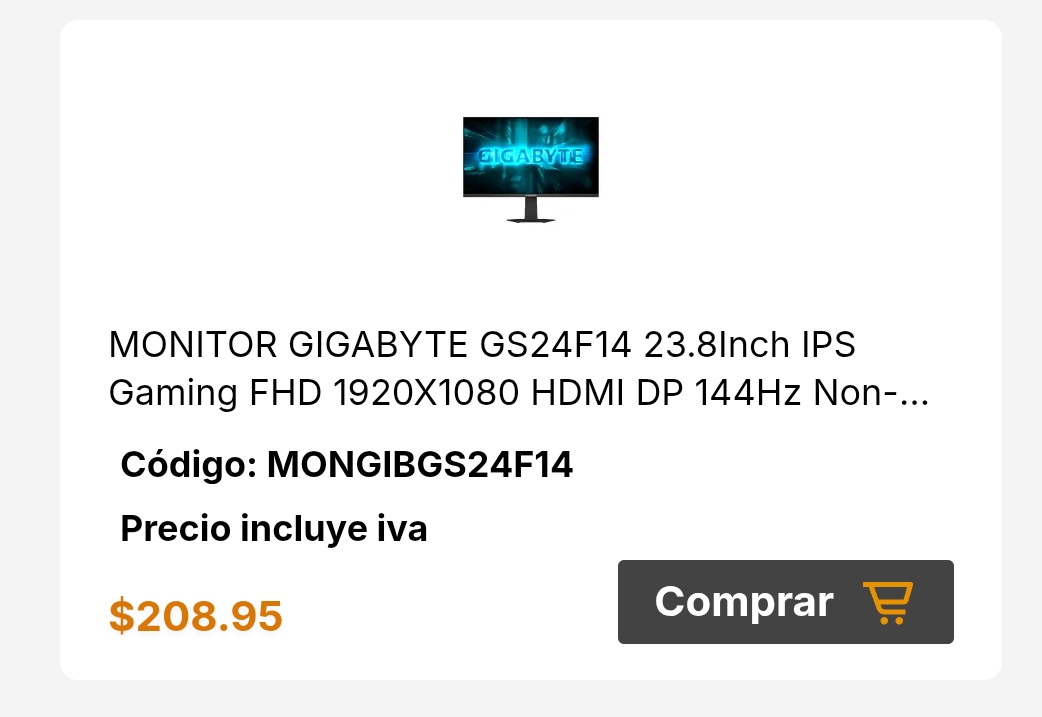 GIGABYTE
MONITOR GIGABYTE GS24F14 23.8Inch IPS
Gaming FHD 1920X1080 HDMI DP 144Hz Non-...
Código: MONGIBGS24F14
Precio incluye iva
$208.95
Comprar